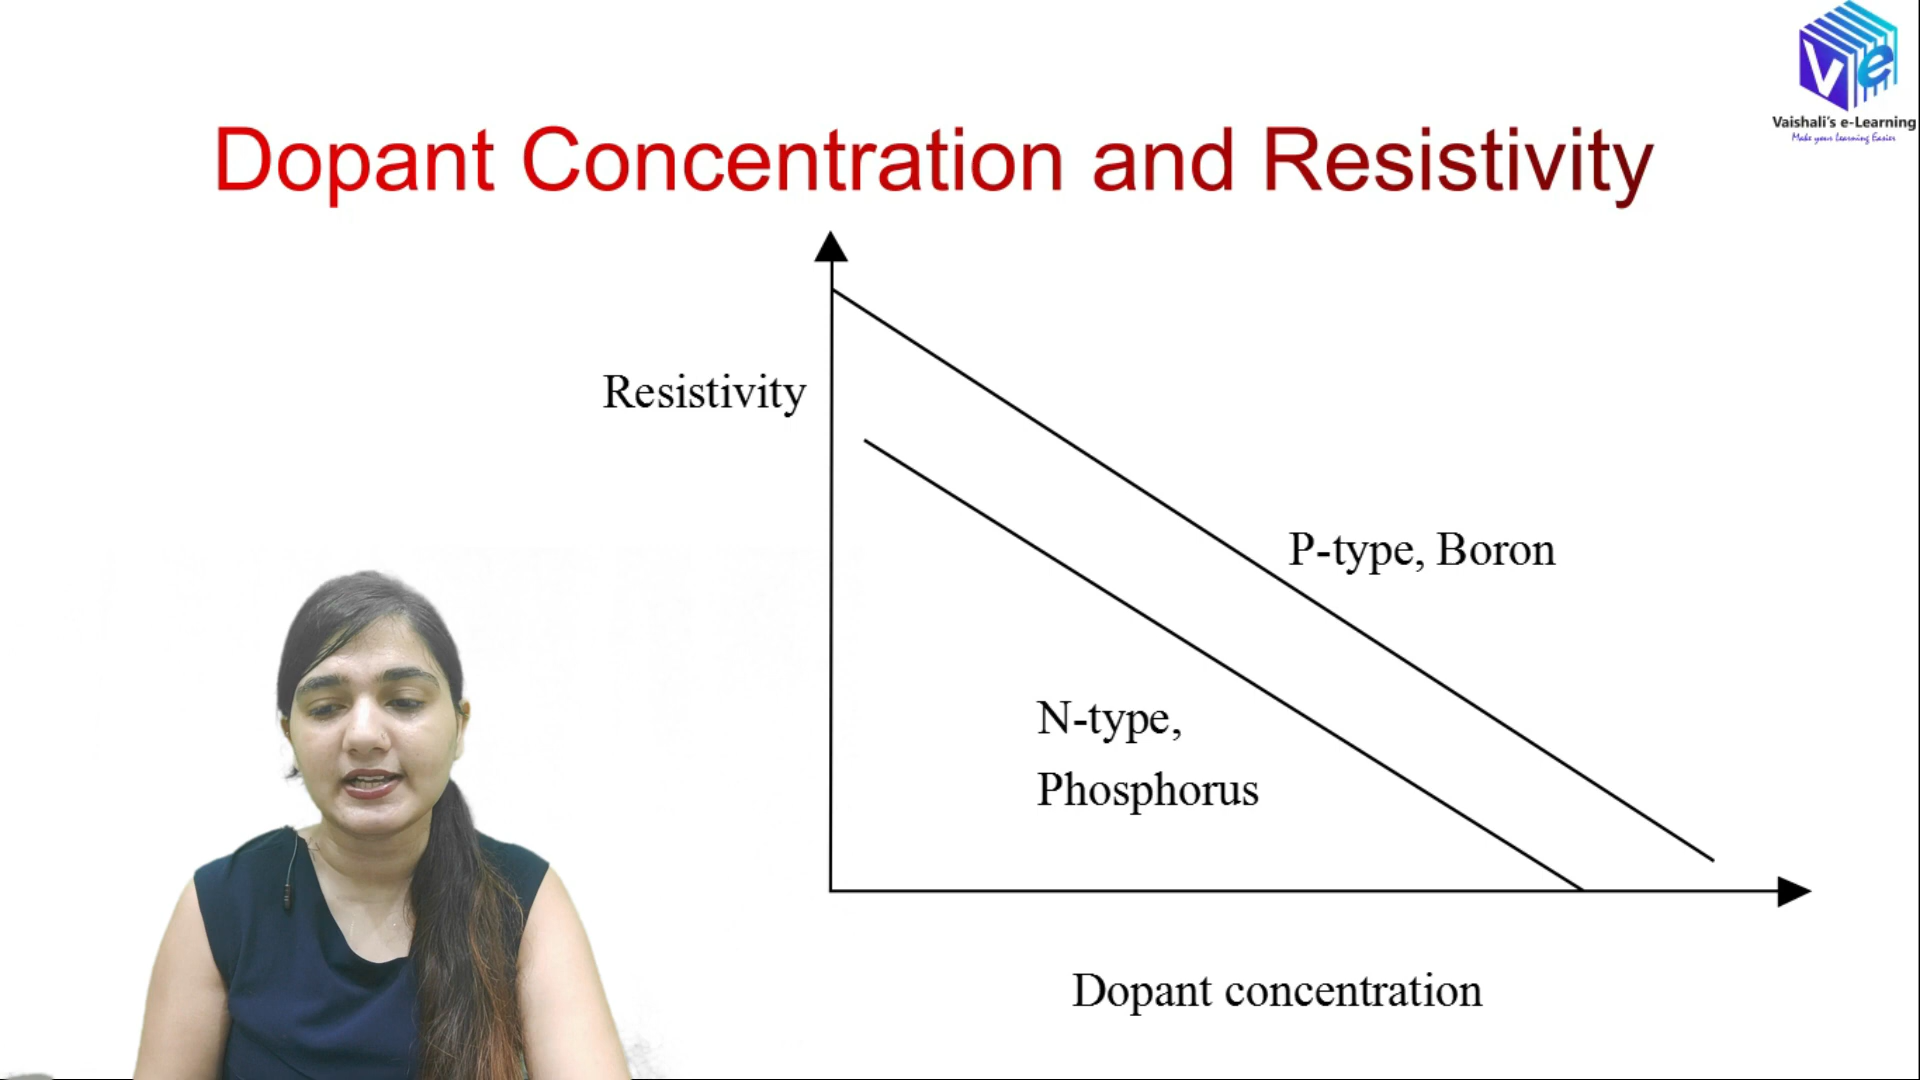 Vaishali's e-Learning
Make your Learning Easier
Dopant Concentration and Resistivity
Resistivity
P-type, Boron
N-type,
Phosphorus
Dopant concentration